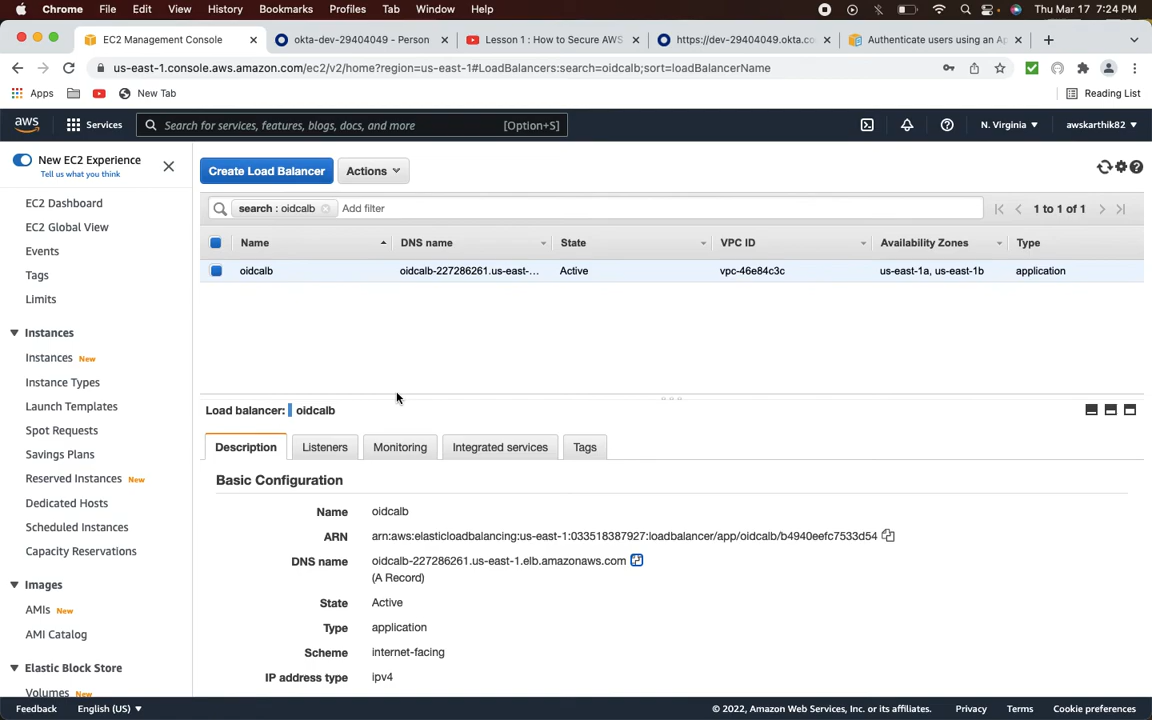 Chrome File Edit View History Bookmarks Profiles Tab Window Help Thu Mar 17 7:24 PM
EC2 Management Console okta-dev-29404049 - Person Lesson 1 : How to Secure AWS https://dev-29404049.okta.co Authenticate users using an Ap
us-east-1.console.aws.amazon.com/ec2/v2/home?region=us-east-1#LoadBalancers:search=oidcalb;sort=loadBalancerName
Apps New Tab Reading List
aws Services Search for services, features, blogs, docs, and more [Option+S] N. Virginia awskarthik82
New EC2 Experience
Tell us what you think
EC2 Dashboard
EC2 Global View
Events
Tags
Limits
Instances
Instances New
Instance Types
Launch Templates
Spot Requests
Savings Plans
Reserved Instances New
Dedicated Hosts
Scheduled Instances
Capacity Reservations
Images
AMIs New
AMI Catalog
Elastic Block Store
Volumes New
Create Load Balancer Actions
search : oidcalb Add filter 1 to 1 of 1
Name DNS name State VPC ID Availability Zones Type
oidcalb oidcalb-227286261.us-east-... Active vpc-46e84c3c us-east-1a, us-east-1b application
Load balancer: oidcalb
Description Listeners Monitoring Integrated services Tags
Basic Configuration
Name oidcalb
ARN arn:aws:elasticloadbalancing:us-east-1:033518387927:loadbalancer/app/oidcalb/b4940eefc7533d54
DNS name oidcalb-227286261.us-east-1.elb.amazonaws.com
(A Record)
State Active
Type application
Scheme internet-facing
IP address type ipv4
Feedback English (US) © 2022, Amazon Web Services, Inc. or its affiliates. Privacy Terms Cookie preferences